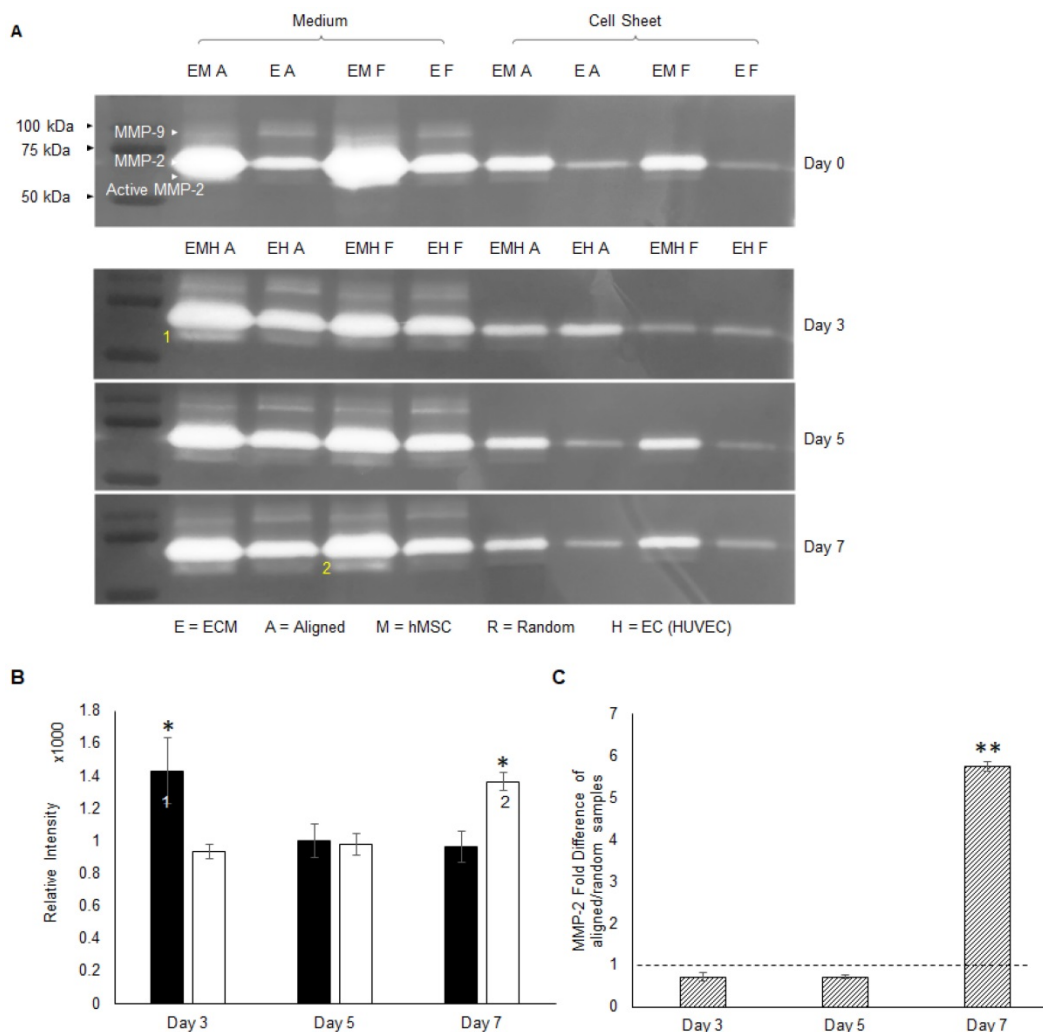 A
Medium Cell Sheet
EM A E A EM F E F EM A E A EM F E F
100 kDa
MMP-9
75 kDa
MMP-2
Active MMP-2
50 kDa
Day 0
EMH A EH A EMH F EH F EMH A EH A EMH F EH F
Day 3
1
Day 5
Day 7
2
E = ECM A = Aligned M = hMSC R = Random H = EC (HUVEC)
B
Relative Intensity x1000
1.8
1.6
1.4
1.2
1
0.8
0.6
0.4
0.2
0
*
1
*
2
Day 3 Day 5 Day 7
C
MMP-2 Fold Difference of
aligned/random samples
7
6
5
4
3
2
1
0
**
Day 3 Day 5 Day 7